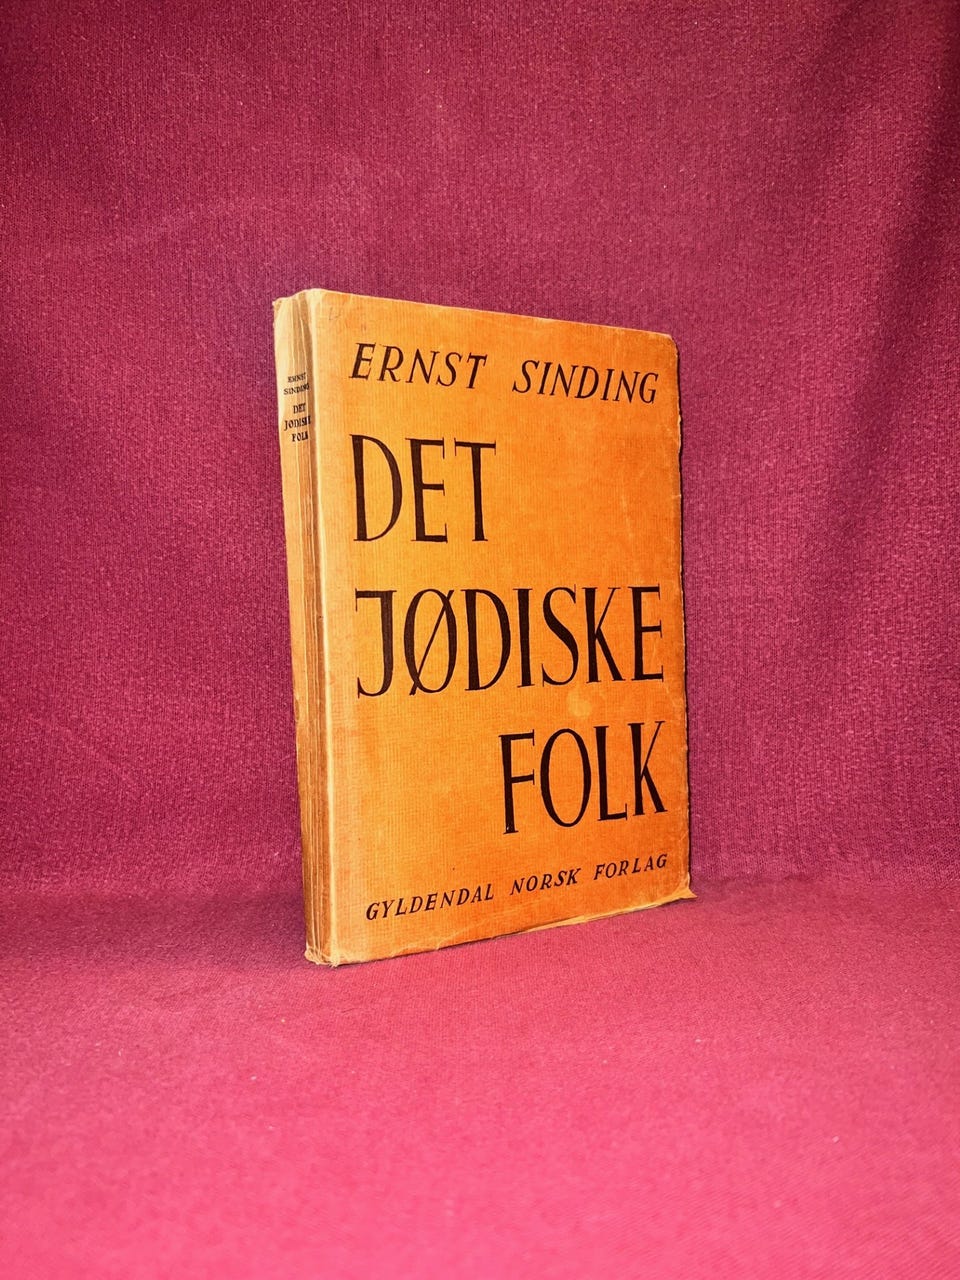 ERNST SINDING
DET
JØDISKE
FOLK
GYLDENDAL NORSK FORLAG
ERNST
SINDING
DET
JØDISKE
FOLK